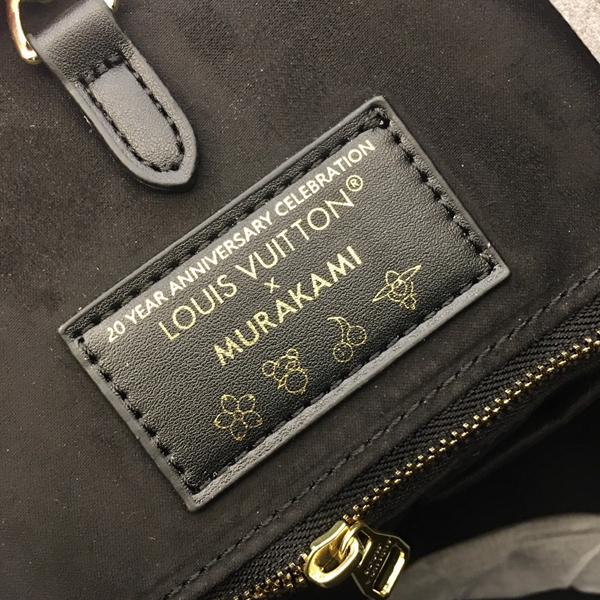 20 YEAR ANNIVERSARY CELEBRATION
LOUIS VUITTON®
×
MURAKAMI